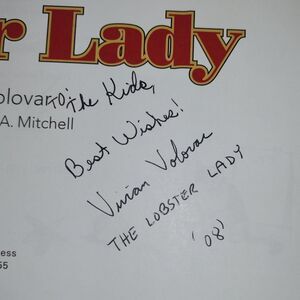 r Lady
olovar
A. Mitchell
To: The Kids,
Best Wishes!
Vivian Volovar
THE LOBSTER LADY
'08'
ess
55